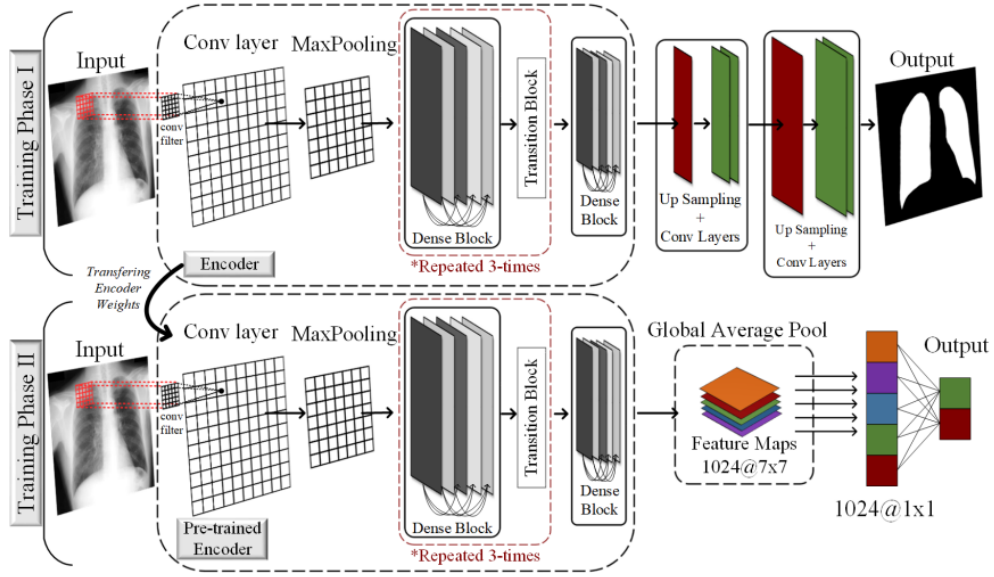 Training Phase I
Input
Conv layer
MaxPooling
conv
filter
Dense Block
Transition Block
*Repeated 3-times
Dense
Block
Up Sampling
+
Conv Layers
Up Sampling
+
Conv Layers
Output
Encoder
Transfering
Encoder
Weights
Training Phase II
Input
Conv layer
MaxPooling
conv
filter
Pre-trained
Encoder
Dense Block
Transition Block
*Repeated 3-times
Dense
Block
Global Average Pool
Feature Maps
1024@7x7
1024@1x1
Output